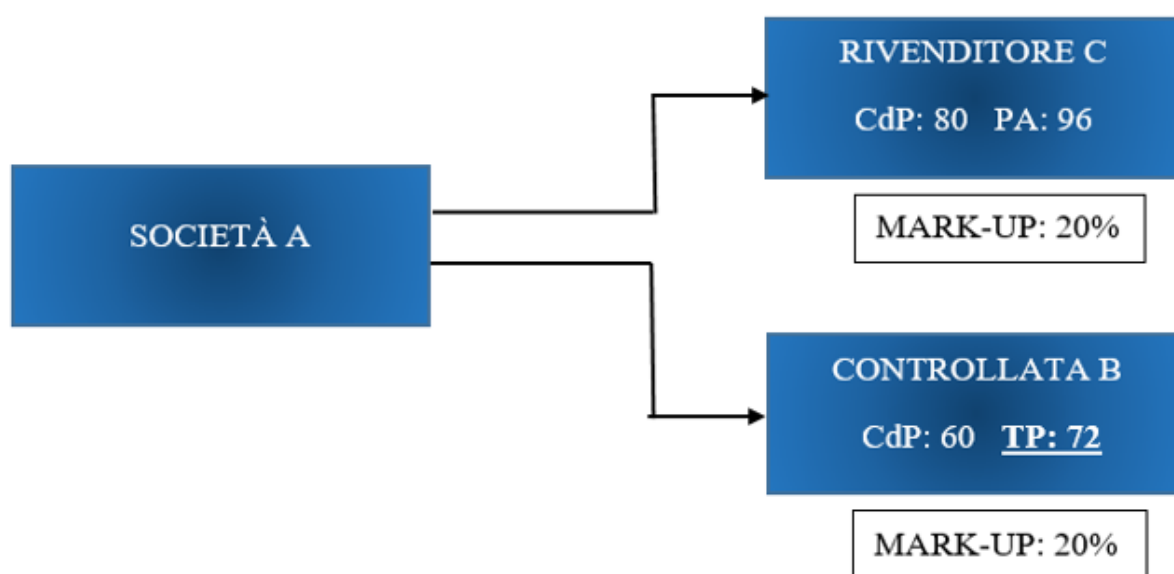 RIVENDITORE C
CdP: 80 PA: 96
MARK-UP: 20%
SOCIETÀ A
CONTROLLATA B
CdP: 60 TP: 72
MARK-UP: 20%